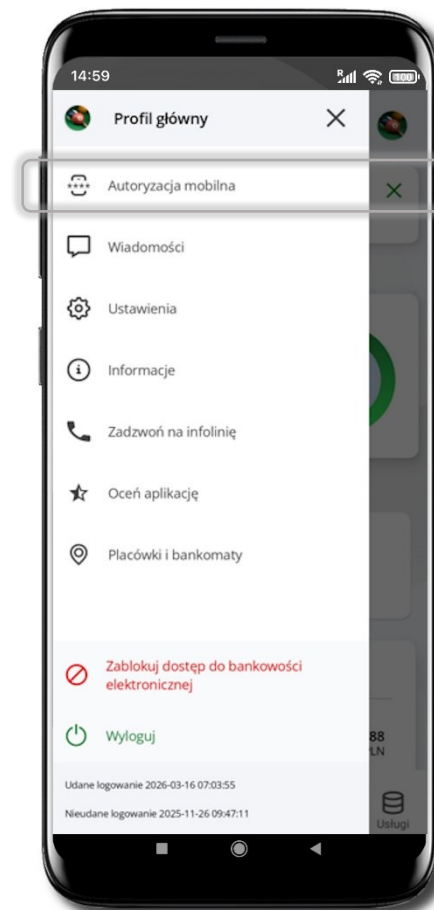 14:59
R
100
Profil główny
Autoryzacja mobilna
Wiadomości
Ustawienia
Informacje
Zadzwoń na infolinię
Oceń aplikację
Placówki i bankomaty
Zablokuj dostęp do bankowości
elektronicznej
Wyloguj
88
LN
Udane logowanie 2026-03-16 07:03:55
Nieudane logowanie 2025-11-26 09:47:11
Usługi